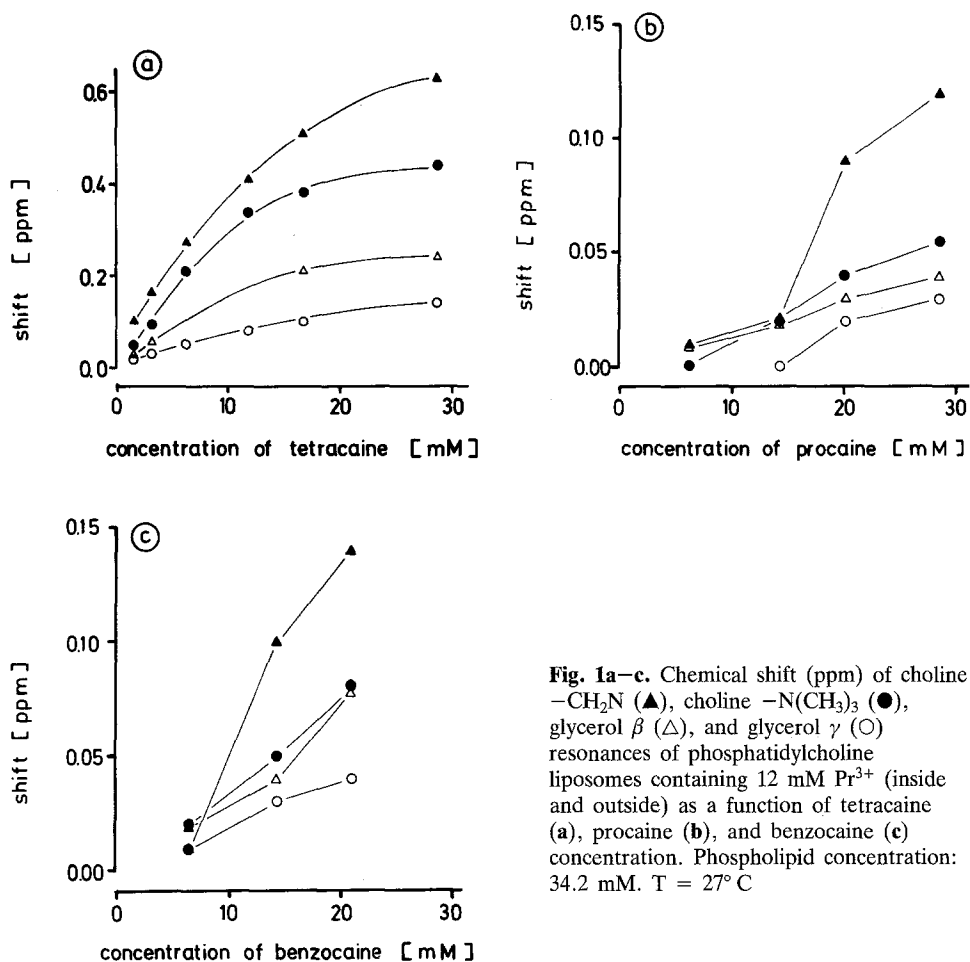 a
0.6
0.4
0.2
0.0
shift [ppm]
0 10 20 30
concentration of tetracaine [mM]
b
0.15
0.10
0.05
0.00
shift [ppm]
0 10 20 30
concentration of procaine [mM]
c
0.15
0.10
0.05
0.00
shift [ppm]
0 10 20 30
concentration of benzocaine [mM]
Fig. 1a–c. Chemical shift (ppm) of choline
–CH₂N (▲), choline –N(CH₃)₃ (●),
glycerol β (△), and glycerol γ (○)
resonances of phosphatidylcholine
liposomes containing 12 mM Pr³⁺ (inside
and outside) as a function of tetracaine
(a), procaine (b), and benzocaine (c)
concentration. Phospholipid concentration:
34.2 mM. T = 27° C